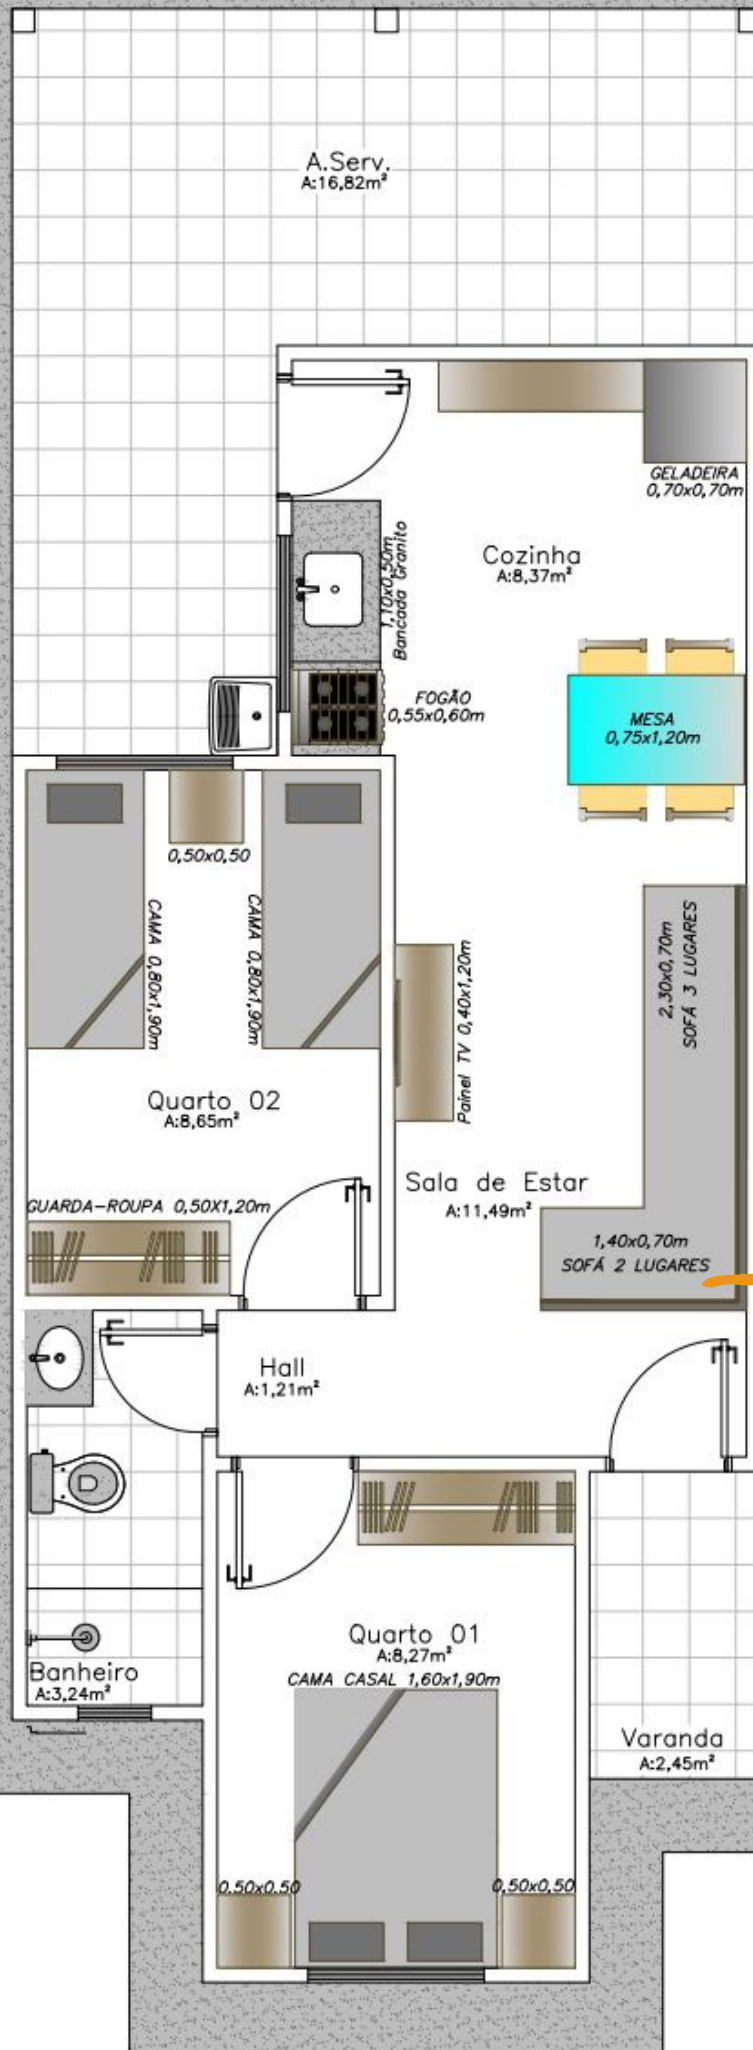 A.Serv.
A:16,82m²
GELADEIRA
0,70x0,70m
Cozinha
A:8,37m²
1,10x0,50m
Bancada Granito
FOGÃO
0,55x0,60m
MESA
0,75x1,20m
0,50x0,50
CAMA 0,80x1,90m
CAMA 0,80x1,90m
2,30x0,70m
SOFÁ 3 LUGARES
Painel TV 0,40x1,20m
Quarto 02
A:8,65m²
Sala de Estar
A:11,49m²
GUARDA-ROUPA 0,50X1,20m
1,40x0,70m
SOFÁ 2 LUGARES
Hall
A:1,21m²
Quarto 01
A:8,27m²
CAMA CASAL 1,60x1,90m
Banheiro
A:3,24m²
Varanda
A:2,45m²
0.50x0.50
0,50x0,50